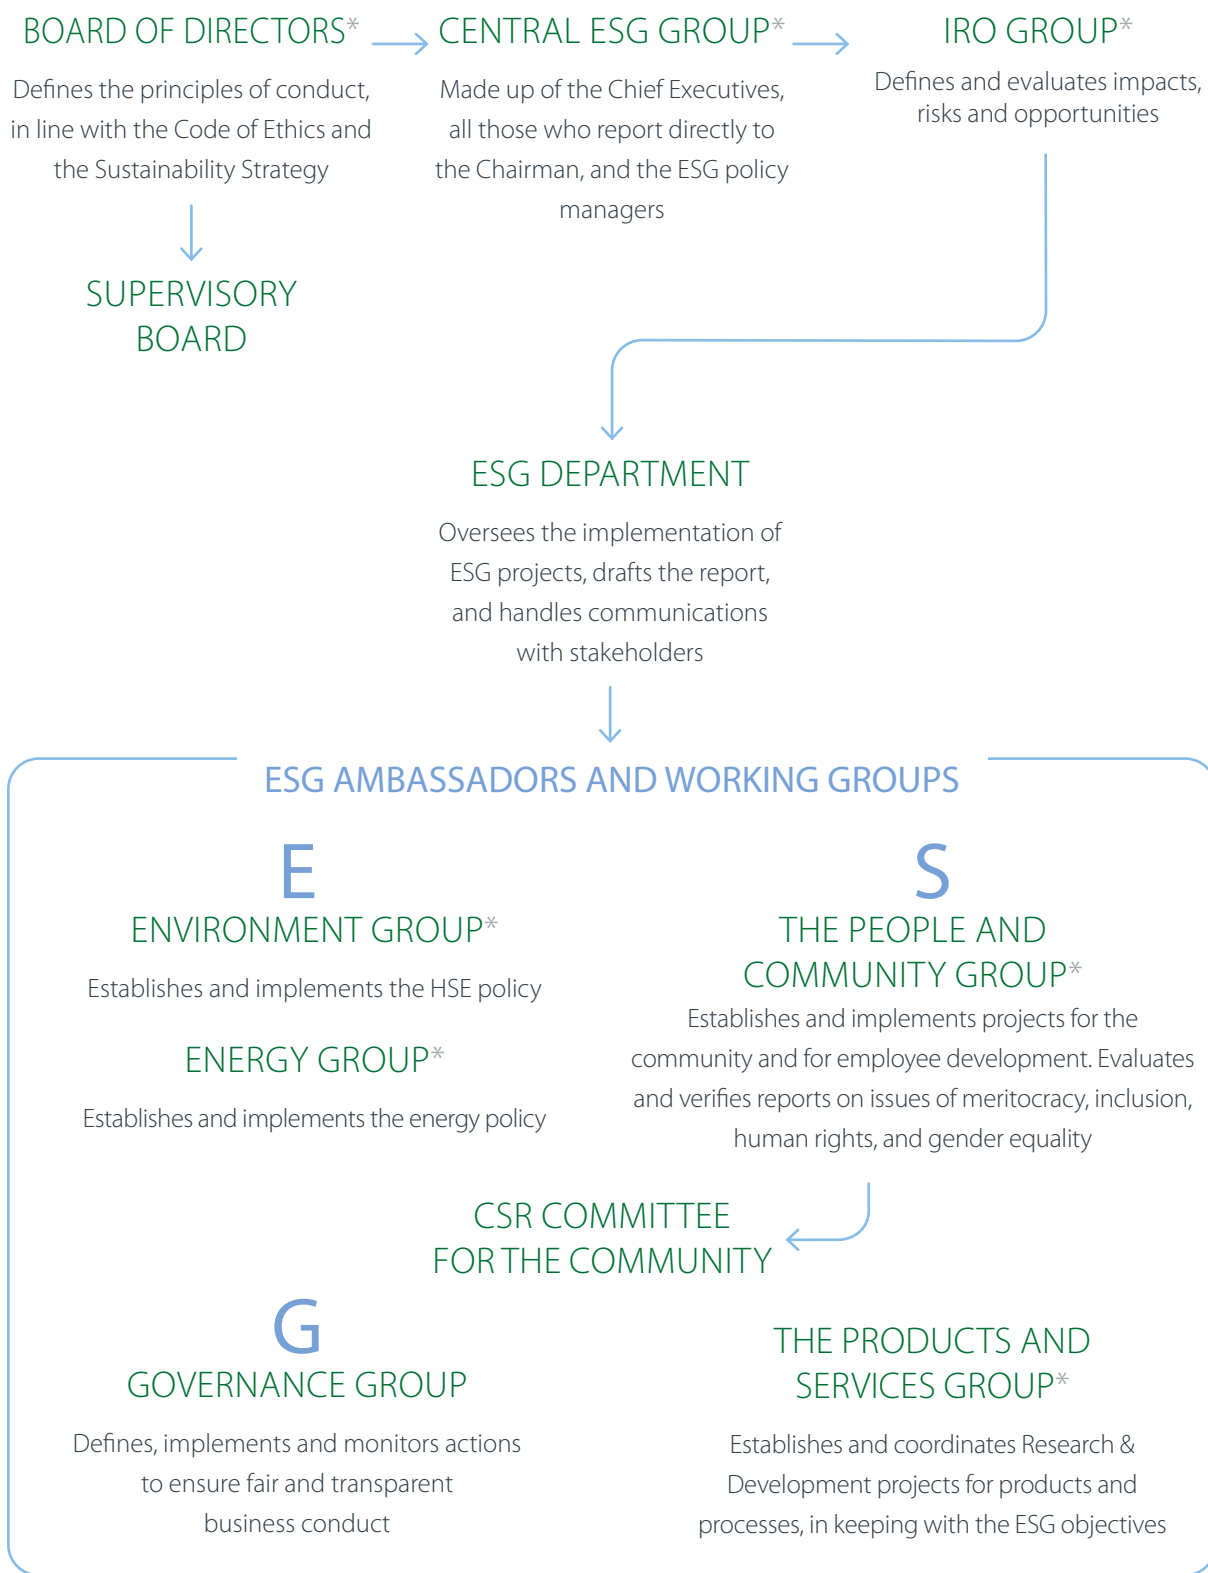 BOARD OF DIRECTORS*
Defines the principles of conduct,
in line with the Code of Ethics and
the Sustainability Strategy
CENTRAL ESG GROUP*
Made up of the Chief Executives,
all those who report directly to
the Chairman, and the ESG policy
managers
IRO GROUP*
Defines and evaluates impacts,
risks and opportunities
SUPERVISORY
BOARD
ESG DEPARTMENT
Oversees the implementation of
ESG projects, drafts the report,
and handles communications
with stakeholders
ESG AMBASSADORS AND WORKING GROUPS
E
ENVIRONMENT GROUP*
Establishes and implements the HSE policy
ENERGY GROUP*
Establishes and implements the energy policy
S
THE PEOPLE AND
COMMUNITY GROUP*
Establishes and implements projects for the
community and for employee development. Evaluates
and verifies reports on issues of meritocracy, inclusion,
human rights, and gender equality
CSR COMMITTEE
FOR THE COMMUNITY
G
GOVERNANCE GROUP
Defines, implements and monitors actions
to ensure fair and transparent
business conduct
THE PRODUCTS AND
SERVICES GROUP*
Establishes and coordinates Research &
Development projects for products and
processes, in keeping with the ESG objectives